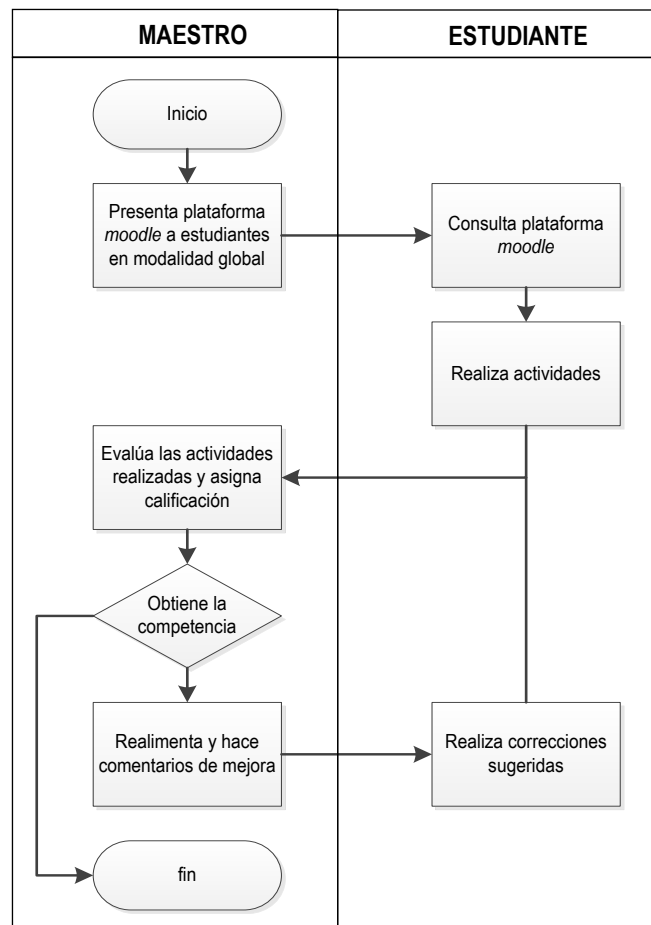 MAESTRO
ESTUDIANTE
Inicio
Presenta plataforma
moodle a estudiantes
en modalidad global
Consulta plataforma
moodle
Realiza actividades
Evalúa las actividades
realizadas y asigna
calificación
Obtiene la
competencia
Realimenta y hace
comentarios de mejora
Realiza correcciones
sugeridas
fin